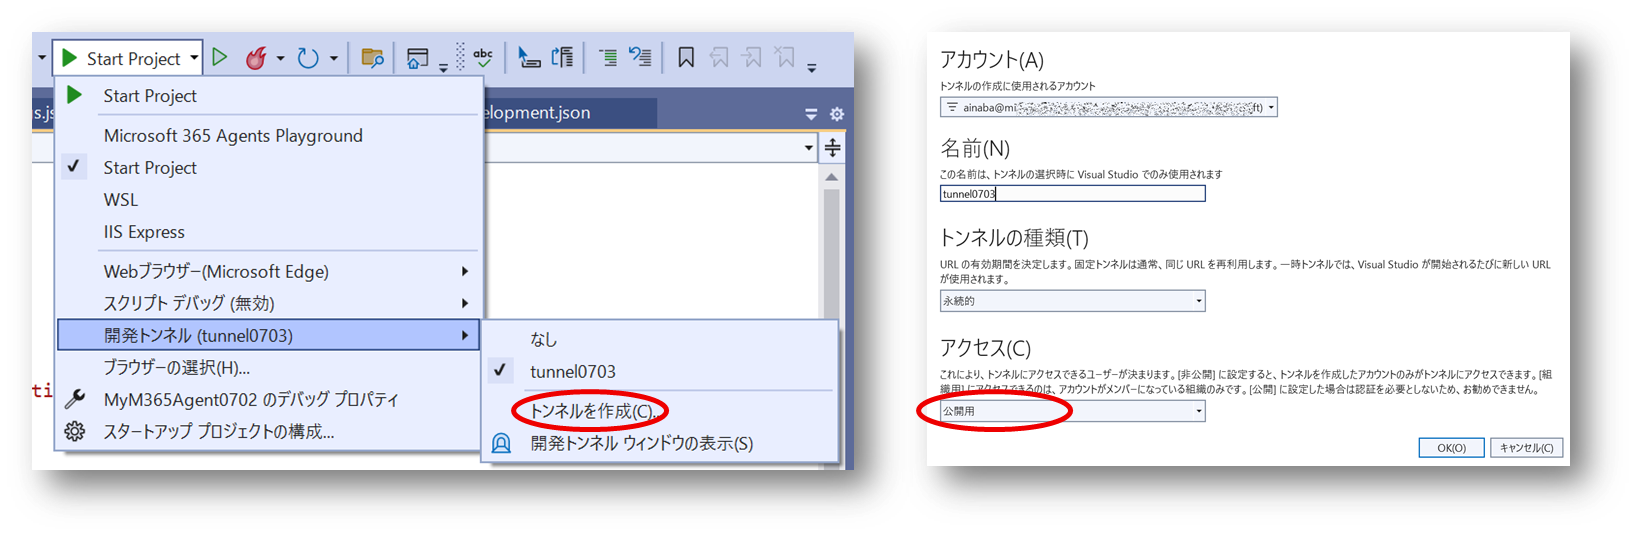 Start Project
abc
elopment.json
Start Project
Microsoft 365 Agents Playground
Start Project
WSL
IIS Express
Webブラウザー(Microsoft Edge)
スクリプト デバッグ (無効)
開発トンネル (tunnel0703)
ブラウザーの選択(H)...
MyM365Agent0702 のデバッグ プロパティ
スタートアップ プロジェクトの構成...
なし
tunnel0703
トンネルを作成(C)...
開発トンネル ウィンドウの表示(S)
アカウント(A)
トンネルの作成に使用されるアカウント
ainaba@mi ft)
名前(N)
この名前は、トンネルの選択時に Visual Studio でのみ使用されます
tunnel0703
トンネルの種類(T)
URL の有効期間を決定します。固定トンネルは通常、同じ URL を再利用します。一時トンネルでは、Visual Studio が開始されるたびに新しい URL
が使用されます。
永続的
アクセス(C)
これにより、トンネルにアクセスできるユーザーが決まります。[非公開] に設定すると、トンネルを作成したアカウントのみがトンネルにアクセスできます。[組
織用] にアクセスできるのは、アカウントがメンバーになっている組織のみです。[公開] に設定した場合は認証を必要としないため、お勧めできません。
公開用
OK(O)
キャンセル(C)